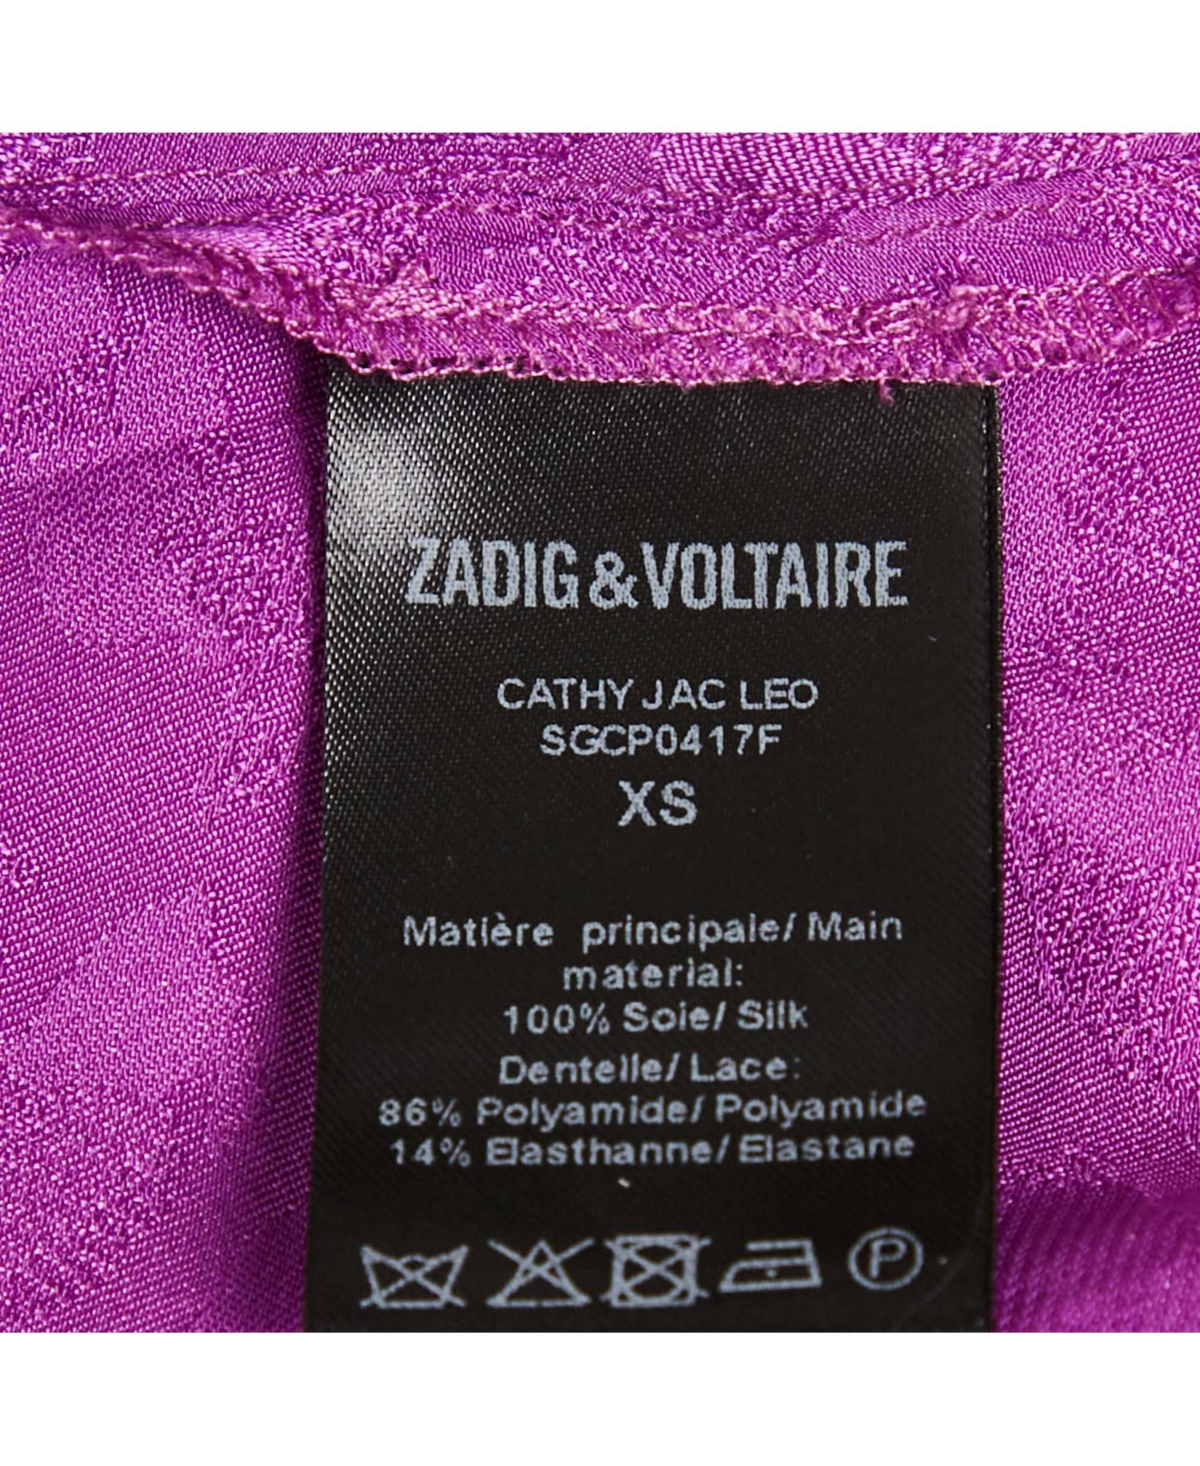 ZADIG&VOLTAIRE
CATHY JAC LEO
SGCP0417F
XS
Matière principale/ Main
material:
100% Soie/ Silk
Dentelle/ Lace:
86% Polyamide/ Polyamide
14% Elasthanne/ Elastane
P